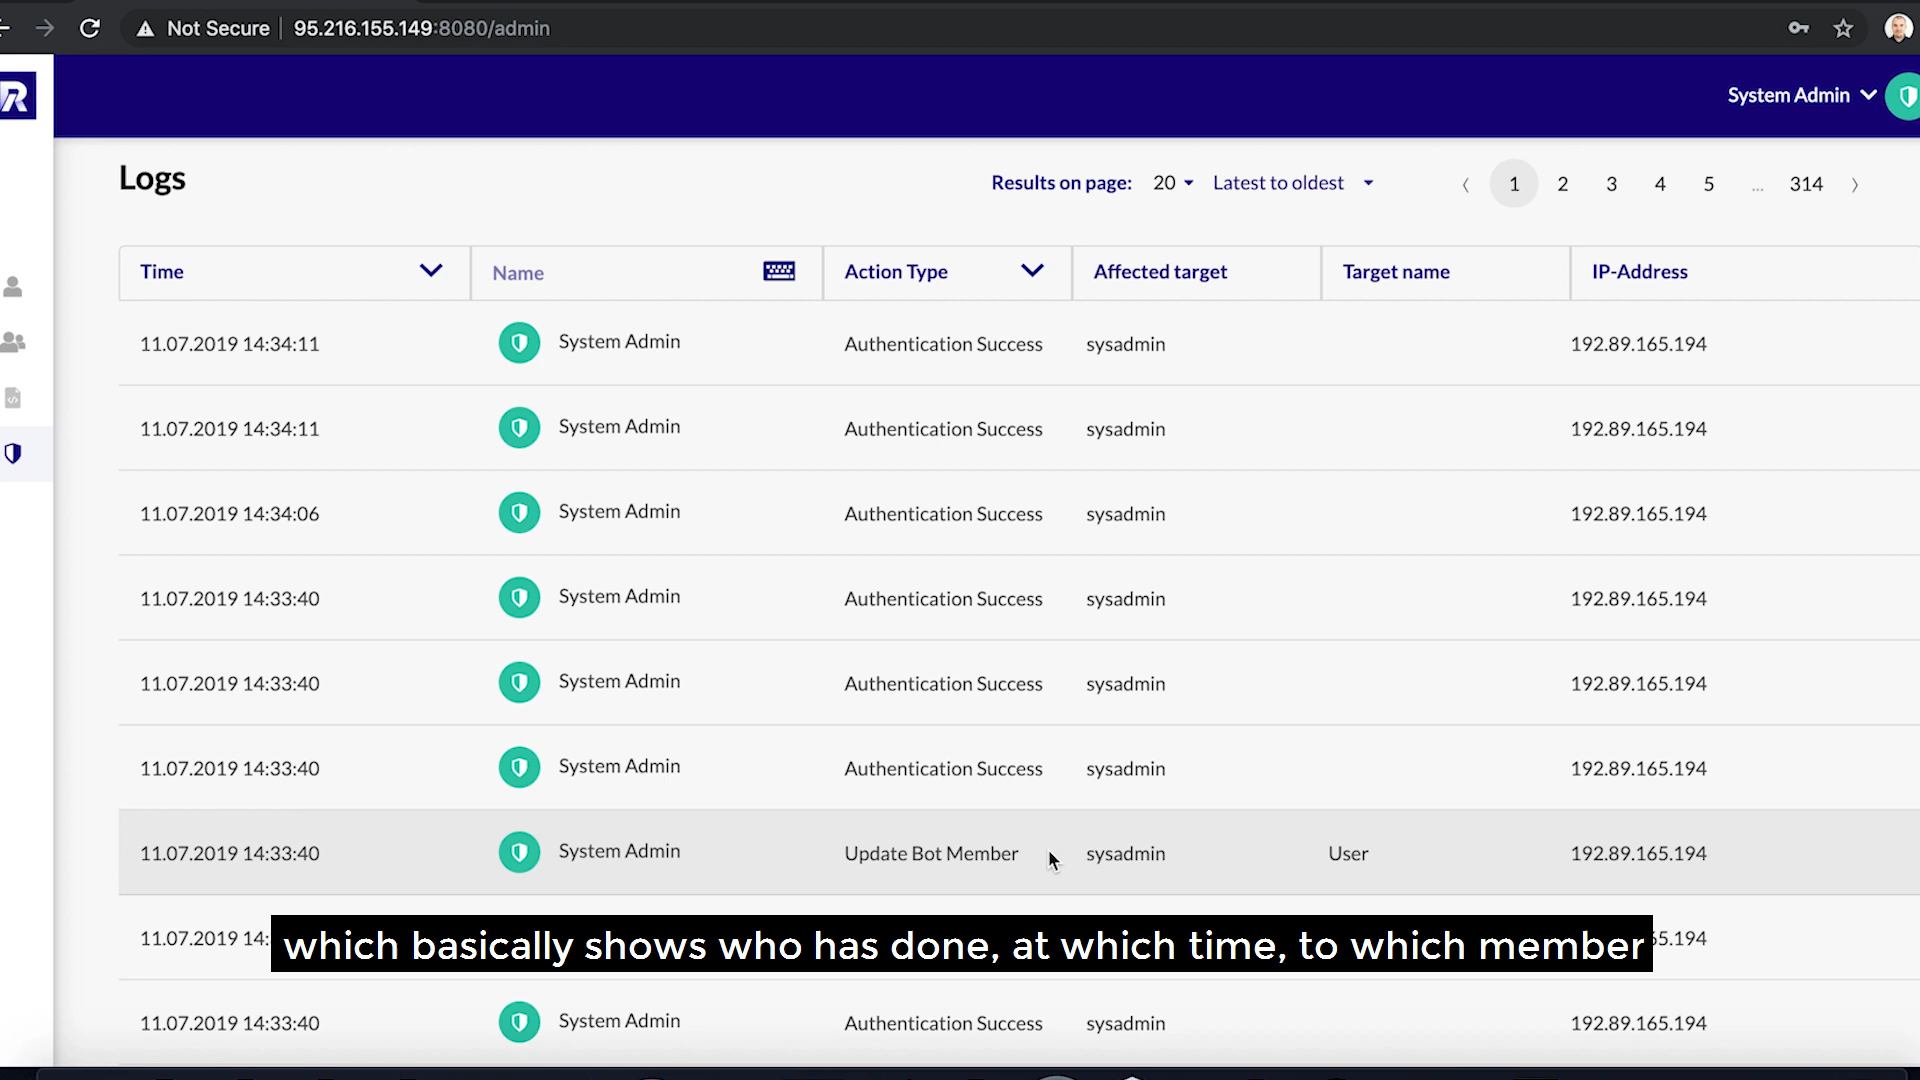 Not Secure 95.216.155.149:8080/admin
R
System Admin
Logs
Results on page: 20 Latest to oldest 1 2 3 4 5 ... 314
Time Name Action Type Affected target Target name IP-Address
11.07.2019 14:34:11 System Admin Authentication Success sysadmin 192.89.165.194
11.07.2019 14:34:11 System Admin Authentication Success sysadmin 192.89.165.194
11.07.2019 14:34:06 System Admin Authentication Success sysadmin 192.89.165.194
11.07.2019 14:33:40 System Admin Authentication Success sysadmin 192.89.165.194
11.07.2019 14:33:40 System Admin Authentication Success sysadmin 192.89.165.194
11.07.2019 14:33:40 System Admin Authentication Success sysadmin 192.89.165.194
11.07.2019 14:33:40 System Admin Update Bot Member sysadmin User 192.89.165.194
11.07.2019 14: 5.194
which basically shows who has done, at which time, to which member
11.07.2019 14:33:40 System Admin Authentication Success sysadmin 192.89.165.194